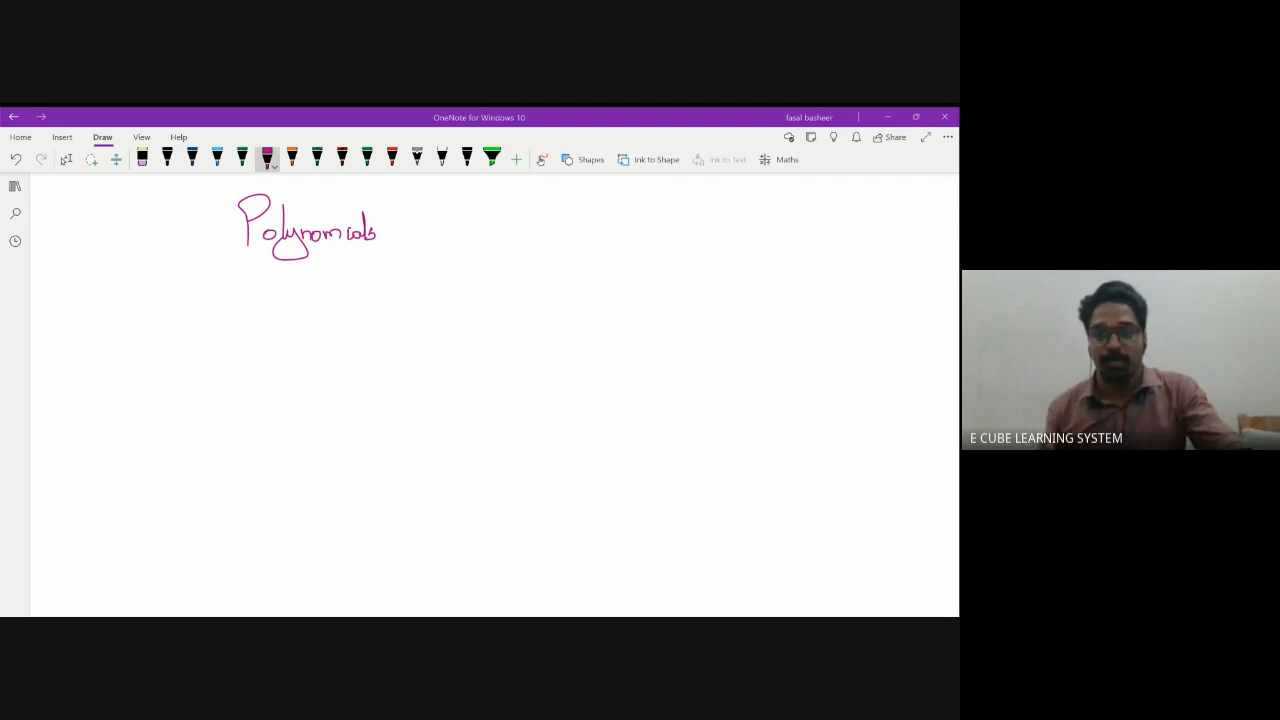 OneNote for Windows 10
fasal basheer
Home Insert Draw View Help
Share
Shapes Ink to Shape Ink to Text Maths
Polynomials
E CUBE LEARNING SYSTEM